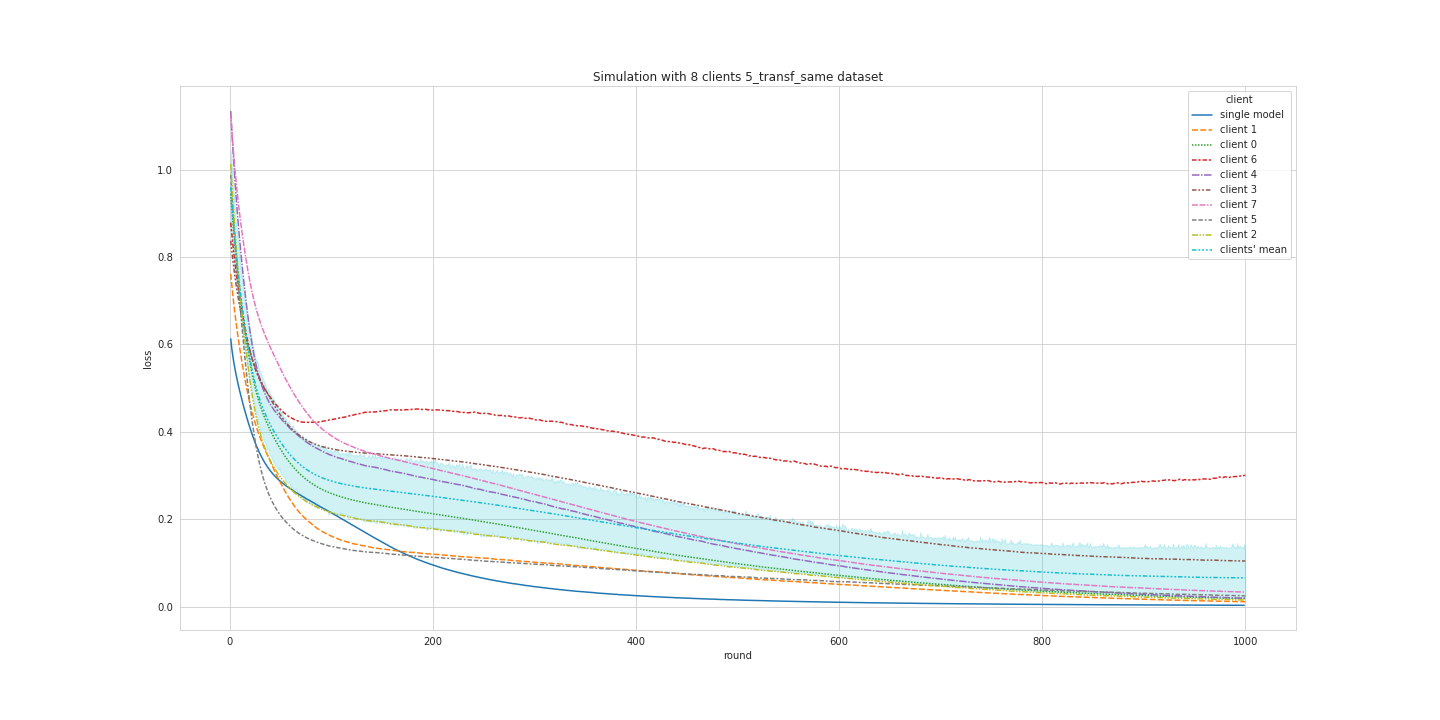 Simulation with 8 clients 5_transf_same dataset
client
single model
client 1
client 0
client 6
client 4
client 3
client 7
client 5
client 2
clients' mean
loss
1.0
0.8
0.6
0.4
0.2
0.0
0 200 400 600 800 1000
round